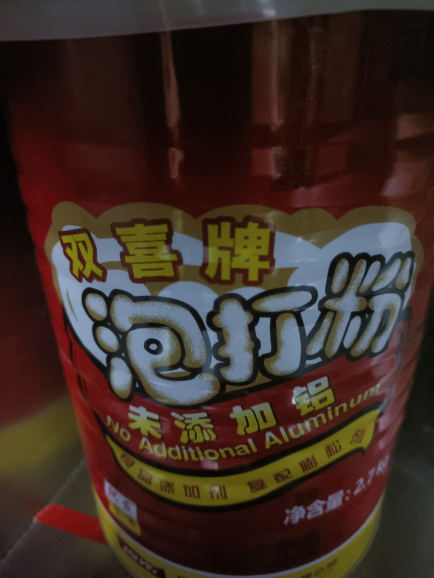 双喜牌
泡打粉
未添加铝
No Additional Aluminum
食品添加剂 复配膨松剂
净含量:2.7